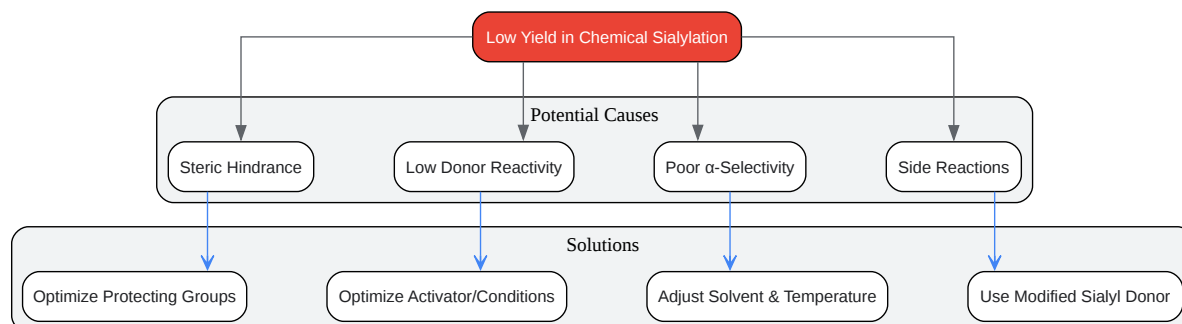 Low Yield in Chemical Sialylation
Potential Causes
Steric Hindrance
Low Donor Reactivity
Poor α-Selectivity
Side Reactions
Solutions
Optimize Protecting Groups
Optimize Activator/Conditions
Adjust Solvent & Temperature
Use Modified Sialyl Donor